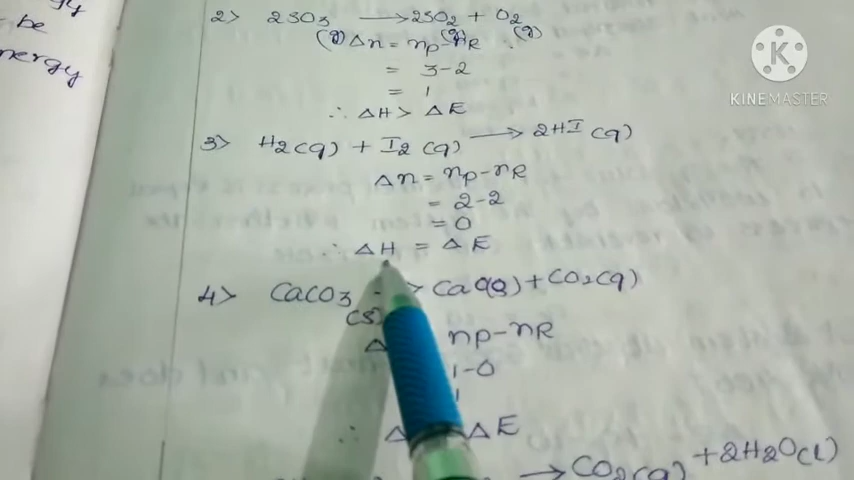 gy
be
nergy
2> 2SO3 ⟶ 2SO2 + O2
(g) Δn = np-nR (g) ∴ (g)
= 3-2
= 1
∴ ΔH > ΔE
3> H2(g) + I2(g) ⟶ 2HI(g)
Δn = np-nR
= 2-2
= 0
∴ ΔH = ΔE
4> CaCO3 > CaO(s) + CO2(g)
(s)
Δ np-nR
1-0
1
∴ Δ ΔE
⟶ CO2(g) + 2H2O(l)
K
KINEMASTER